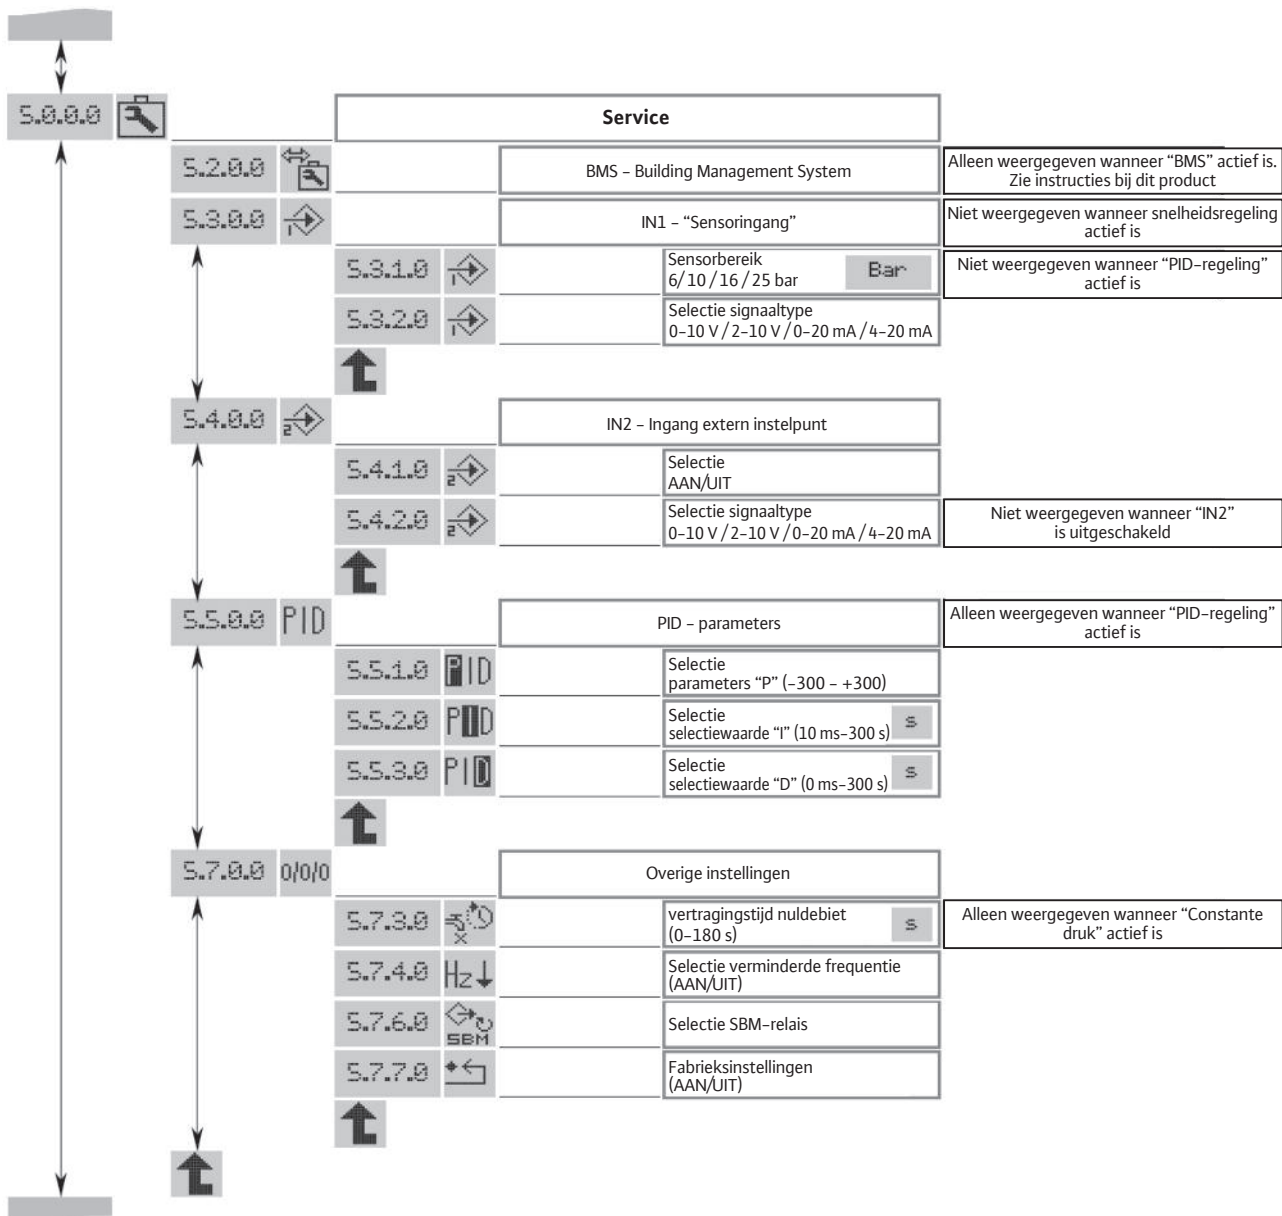 5.0.0.0
Service
5.2.0.0
BMS – Building Management System
Alleen weergegeven wanneer “BMS” actief is.
Zie instructies bij dit product
5.3.0.0
1
IN1 – “Sensoringang”
Niet weergegeven wanneer snelheidsregeling
actief is
5.3.1.0
1
Sensorbereik
6/10/16/25 bar
Bar
Niet weergegeven wanneer “PID-regeling”
actief is
5.3.2.0
1
Selectie signaaltype
0–10 V/2–10 V/0–20 mA/4–20 mA
5.4.0.0
2
IN2 – Ingang extern instelpunt
5.4.1.0
2
Selectie
AAN/UIT
5.4.2.0
2
Selectie signaaltype
0–10 V/2–10 V/0–20 mA/4–20 mA
Niet weergegeven wanneer “IN2”
is uitgeschakeld
5.5.0.0
PID
PID – parameters
Alleen weergegeven wanneer “PID-regeling”
actief is
5.5.1.0
PID
Selectie
parameters “P” (–300 – +300)
5.5.2.0
PID
Selectie
selectiewaarde “I” (10 ms–300 s)
s
5.5.3.0
PID
Selectie
selectiewaarde “D” (0 ms–300 s)
s
5.7.0.0
0/0/0
Overige instellingen
5.7.3.0
X
vertragingstijd nuldebiet
(0–180 s)
s
Alleen weergegeven wanneer “Constante
druk” actief is
5.7.4.0
Hz
Selectie verminderde frequentie
(AAN/UIT)
5.7.6.0
SBM
Selectie SBM-relais
5.7.7.0
Fabrieksinstellingen
(AAN/UIT)